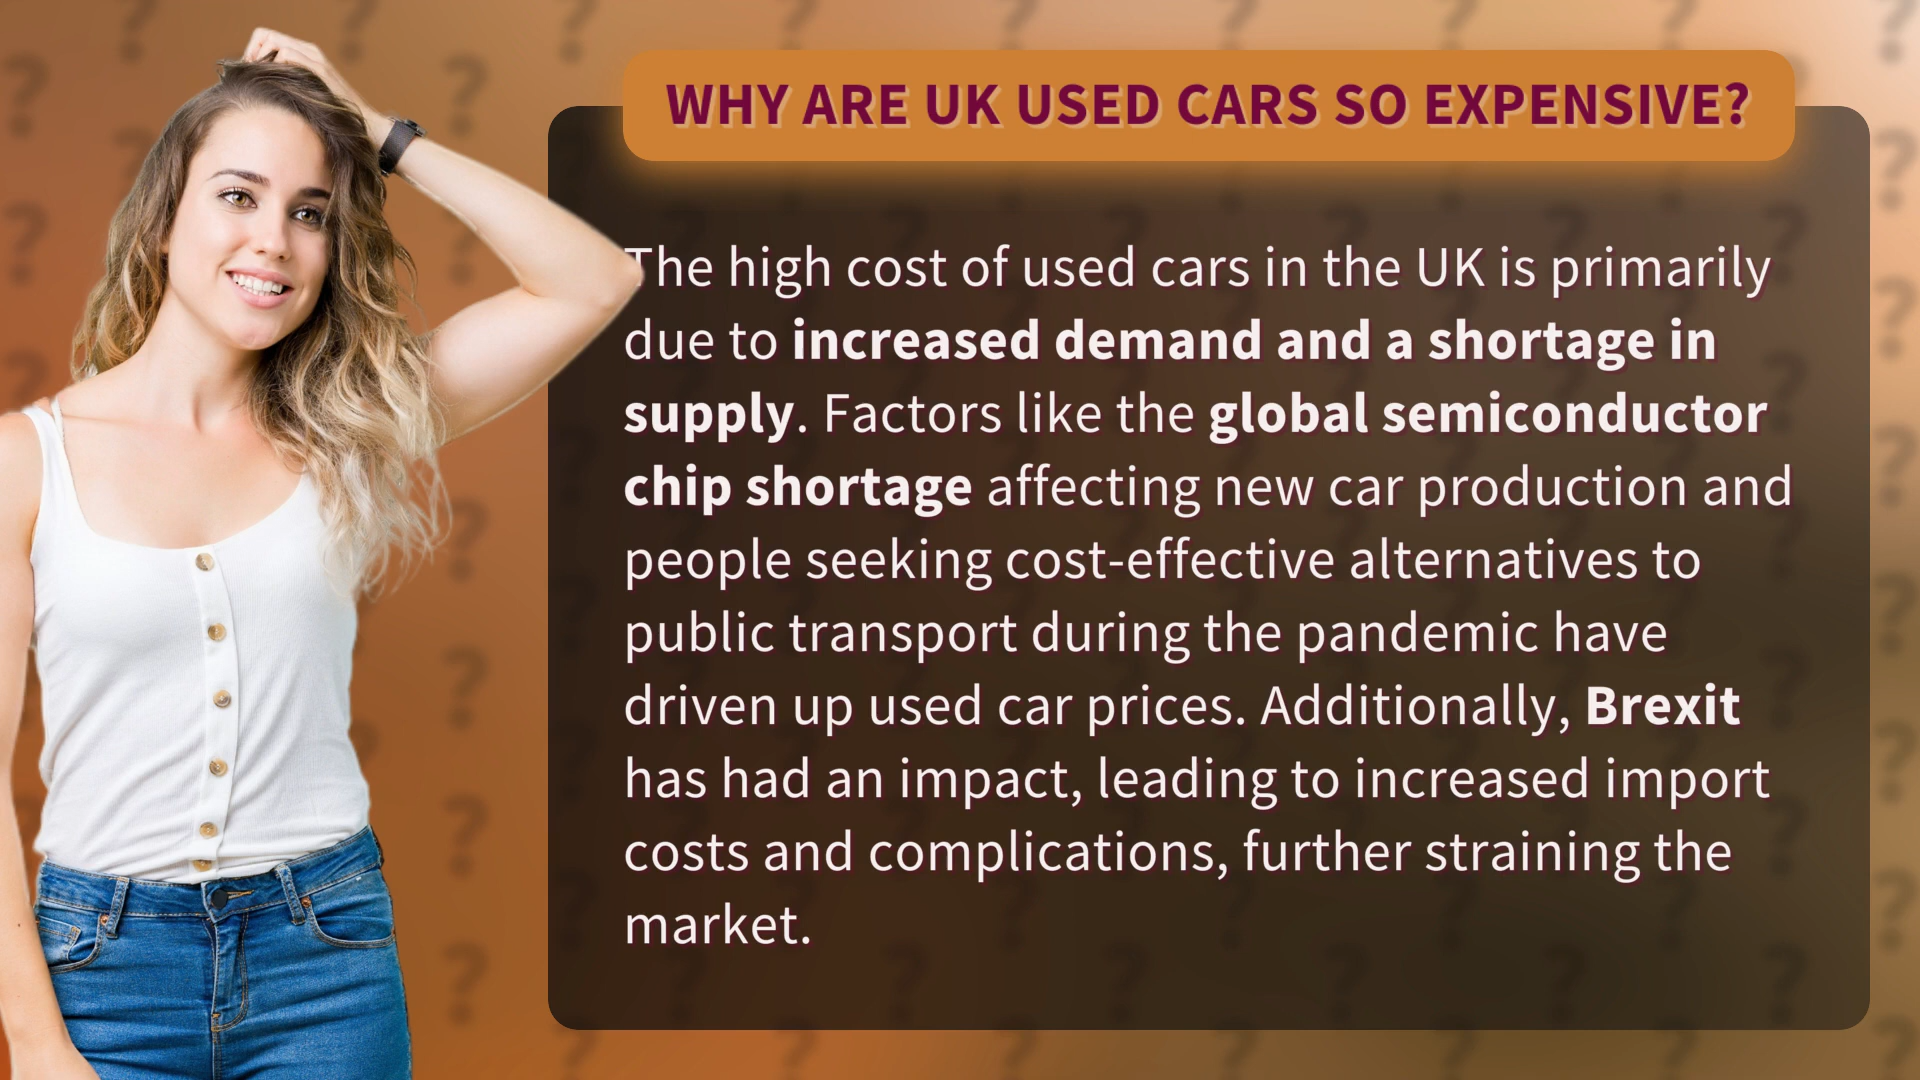 WHY ARE UK USED CARS SO EXPENSIVE?
The high cost of used cars in the UK is primarily
due to increased demand and a shortage in
supply. Factors like the global semiconductor
chip shortage affecting new car production and
people seeking cost-effective alternatives to
public transport during the pandemic have
driven up used car prices. Additionally, Brexit
has had an impact, leading to increased import
costs and complications, further straining the
market.